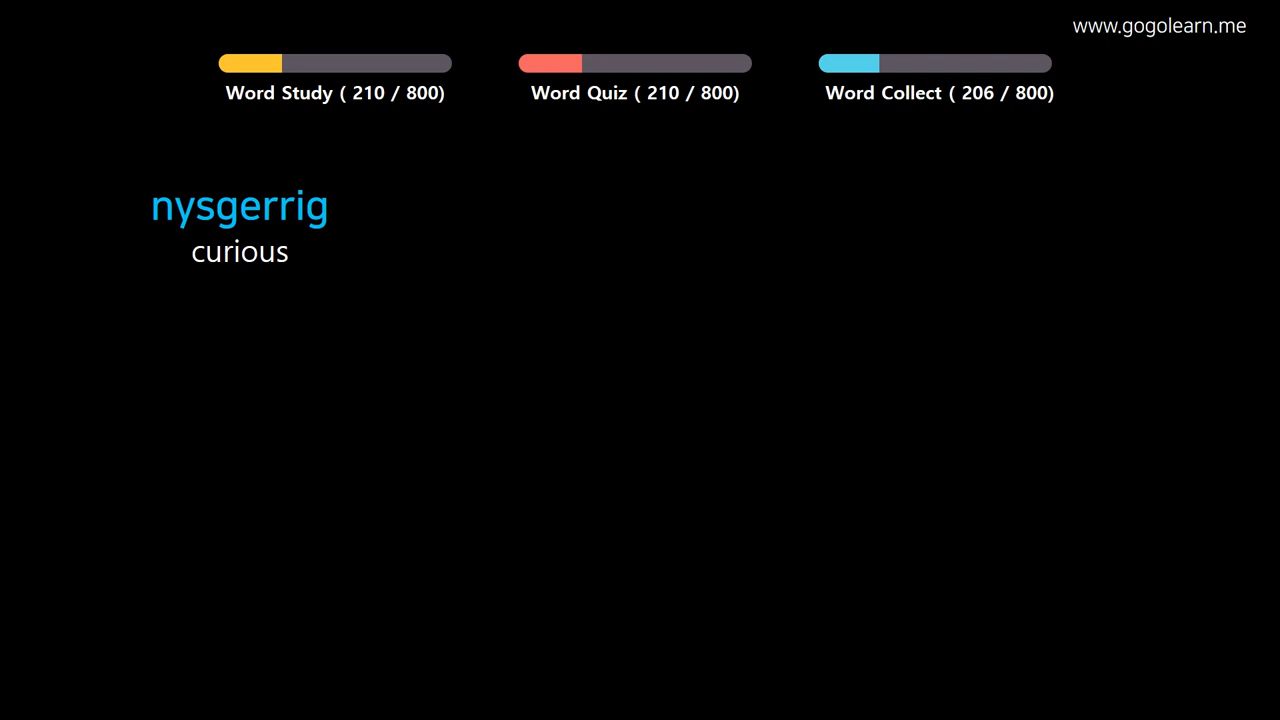 www.gogolearn.me
Word Study ( 210 / 800)
Word Quiz ( 210 / 800)
Word Collect ( 206 / 800)
nysgerrig
curious